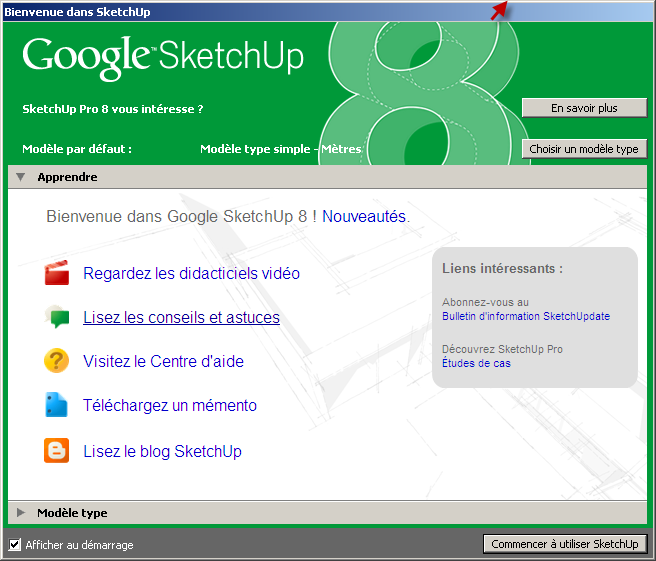 Bienvenue dans SketchUp
Google™ SketchUp
8
SketchUp Pro 8 vous intéresse ?
En savoir plus
Modèle par défaut : Modèle type simple - Mètres
Choisir un modèle type
Apprendre
Bienvenue dans Google SketchUp 8 ! Nouveautés.
Regardez les didacticiels vidéo
Lisez les conseils et astuces
Visitez le Centre d'aide
?
Téléchargez un mémento
Lisez le blog SketchUp
Liens intéressants :
Abonnez-vous au
Bulletin d'information SketchUpdate
Découvrez SketchUp Pro
Études de cas
Modèle type
Afficher au démarrage
Commencer à utiliser SketchUp